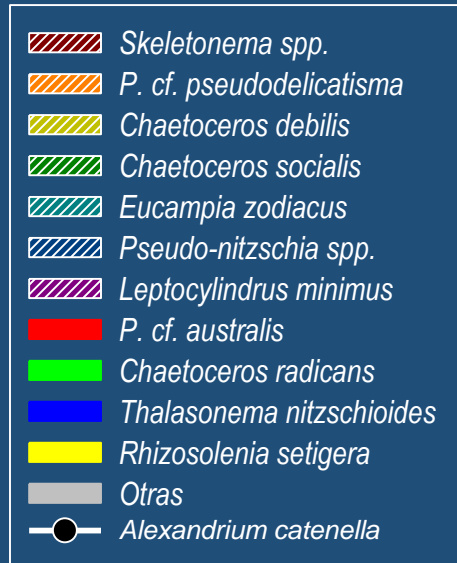 Skeletonema spp.
P. cf. pseudodelicatisma
Chaetoceros debilis
Chaetoceros socialis
Eucampia zodiacus
Pseudo-nitzschia spp.
Leptocylindrus minimus
P. cf. australis
Chaetoceros radicans
Thalasonema nitzschioides
Rhizosolenia setigera
Otras
Alexandrium catenella